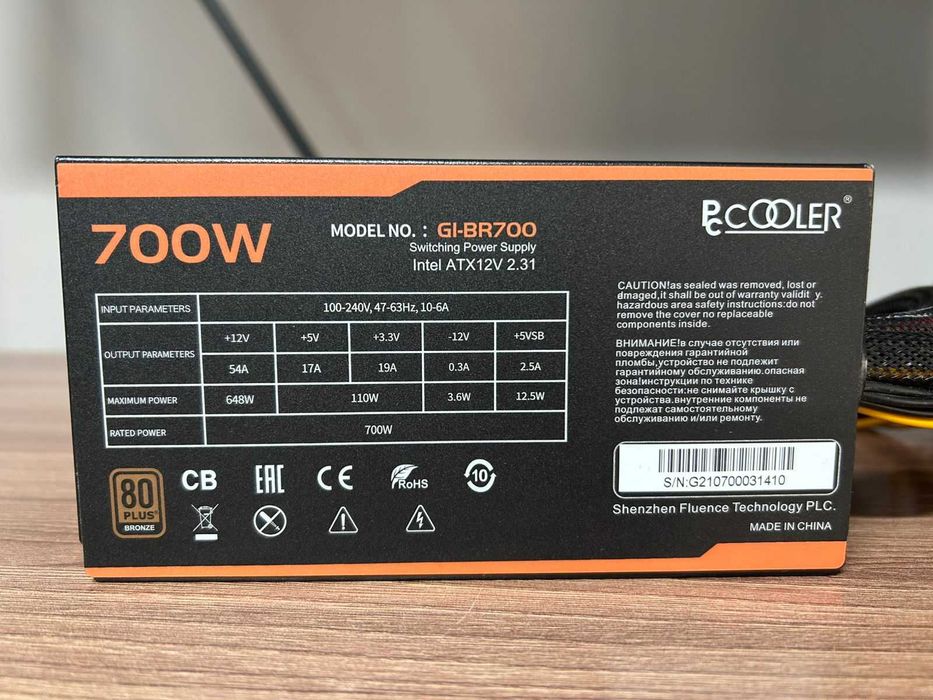 700W
MODEL NO. : GI-BR700
Switching Power Supply
Intel ATX12V 2.31
PCCOOLER®
INPUT PARAMETERS 100-240V, 47-63Hz, 10-6A
OUTPUT PARAMETERS +12V +5V +3.3V -12V +5VSB
54A 17A 19A 0.3A 2.5A
MAXIMUM POWER 648W 110W 3.6W 12.5W
RATED POWER 700W
CAUTION!as sealed was removed, lost or
dmaged,it shall be out of warranty validit y.
hazardous area safety instructions:do not
remove the cover no replaceable
components inside.
ВНИМАНИЕ!в случае отсутствия или
повреждения гарантийной
пломбы,устройство не подлежит
гарантийному обслуживанию.опасная
зона!инструкции по технике
безопасности:не снимайте крышку с
устройства.внутренние компоненты не
подлежат самостоятельному
обслуживанию и/или ремонту.
S/N:G210700031410
Shenzhen Fluence Technology PLC.
MADE IN CHINA
80
PLUS®
BRONZE
CB
EAC
CE
RoHS
10